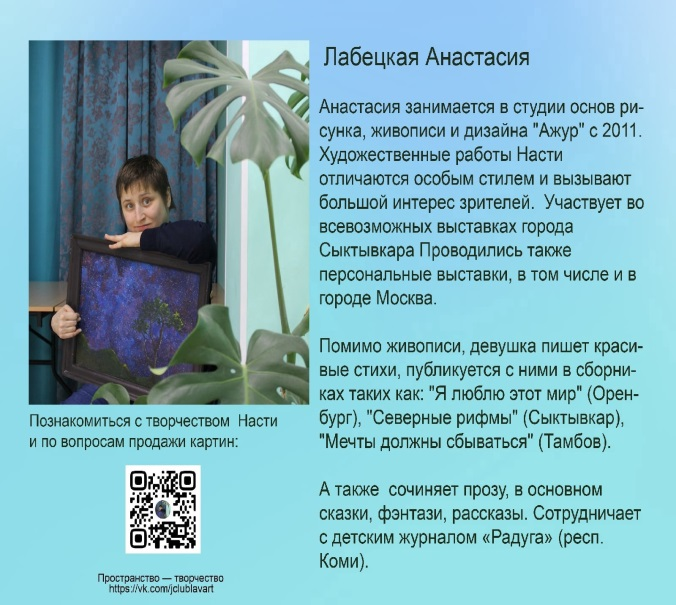 Лабецкая Анастасия
Анастасия занимается в студии основ ри-
сунка, живописи и дизайна "Ажур" с 2011.
Художественные работы Насти
отличаются особым стилем и вызывают
большой интерес зрителей. Участвует во
всевозможных выставках города
Сыктывкара Проводились также
персональные выставки, в том числе и в
городе Москва.
Помимо живописи, девушка пишет краси-
вые стихи, публикуется с ними в сборни-
ках таких как: "Я люблю этот мир" (Орен-
бург), "Северные рифмы" (Сыктывкар),
"Мечты должны сбываться" (Тамбов).
А также сочиняет прозу, в основном
сказки, фэнтази, рассказы. Сотрудничает
с детским журналом «Радуга» (респ.
Коми).
Познакомиться с творчеством Насти
и по вопросам продажи картин:
Пространство — творчество
https://vk.com/jclublavart